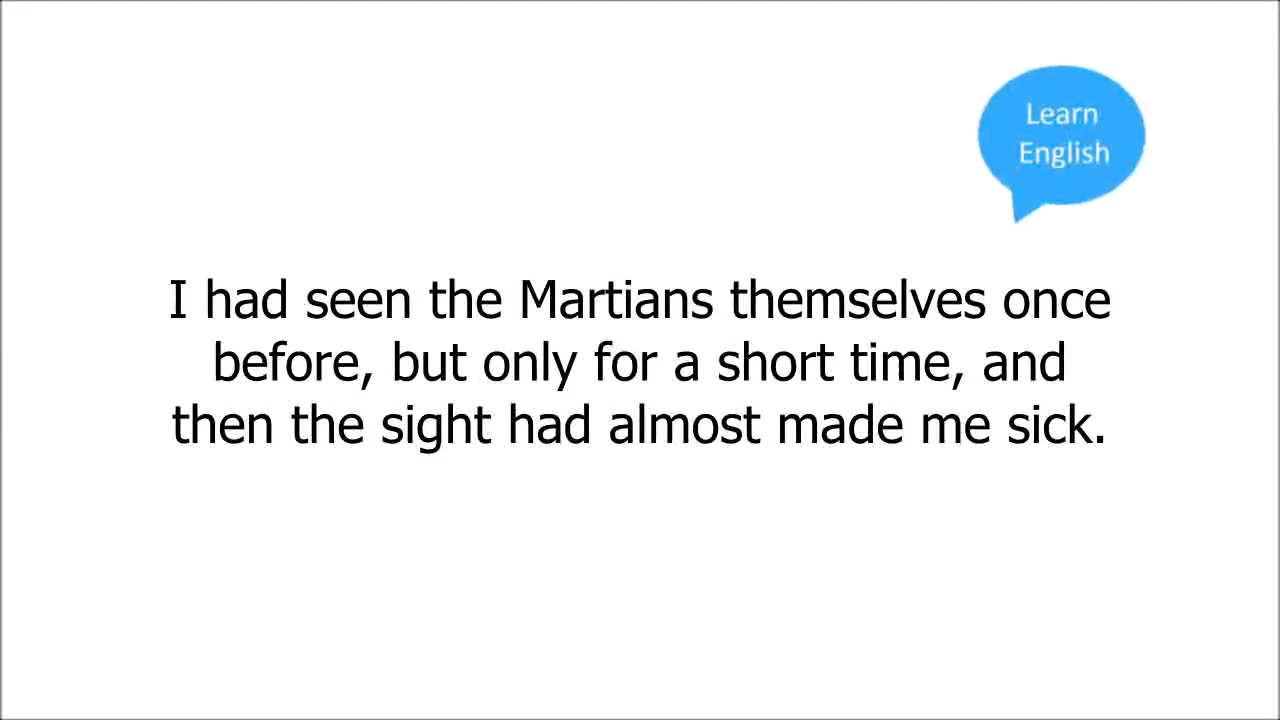 Learn
English
I had seen the Martians themselves once
before, but only for a short time, and
then the sight had almost made me sick.